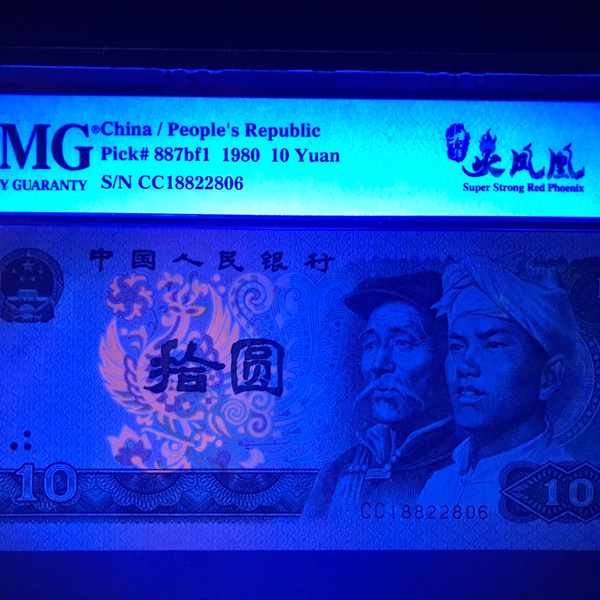 MG® China / People's Republic
Pick# 887bf1 1980 10 Yuan
Y GUARANTY S/N CC18822806
炎凤凰
Super Strong Red Phoenix
中国人民银行
拾圆
10
10
CC18822806